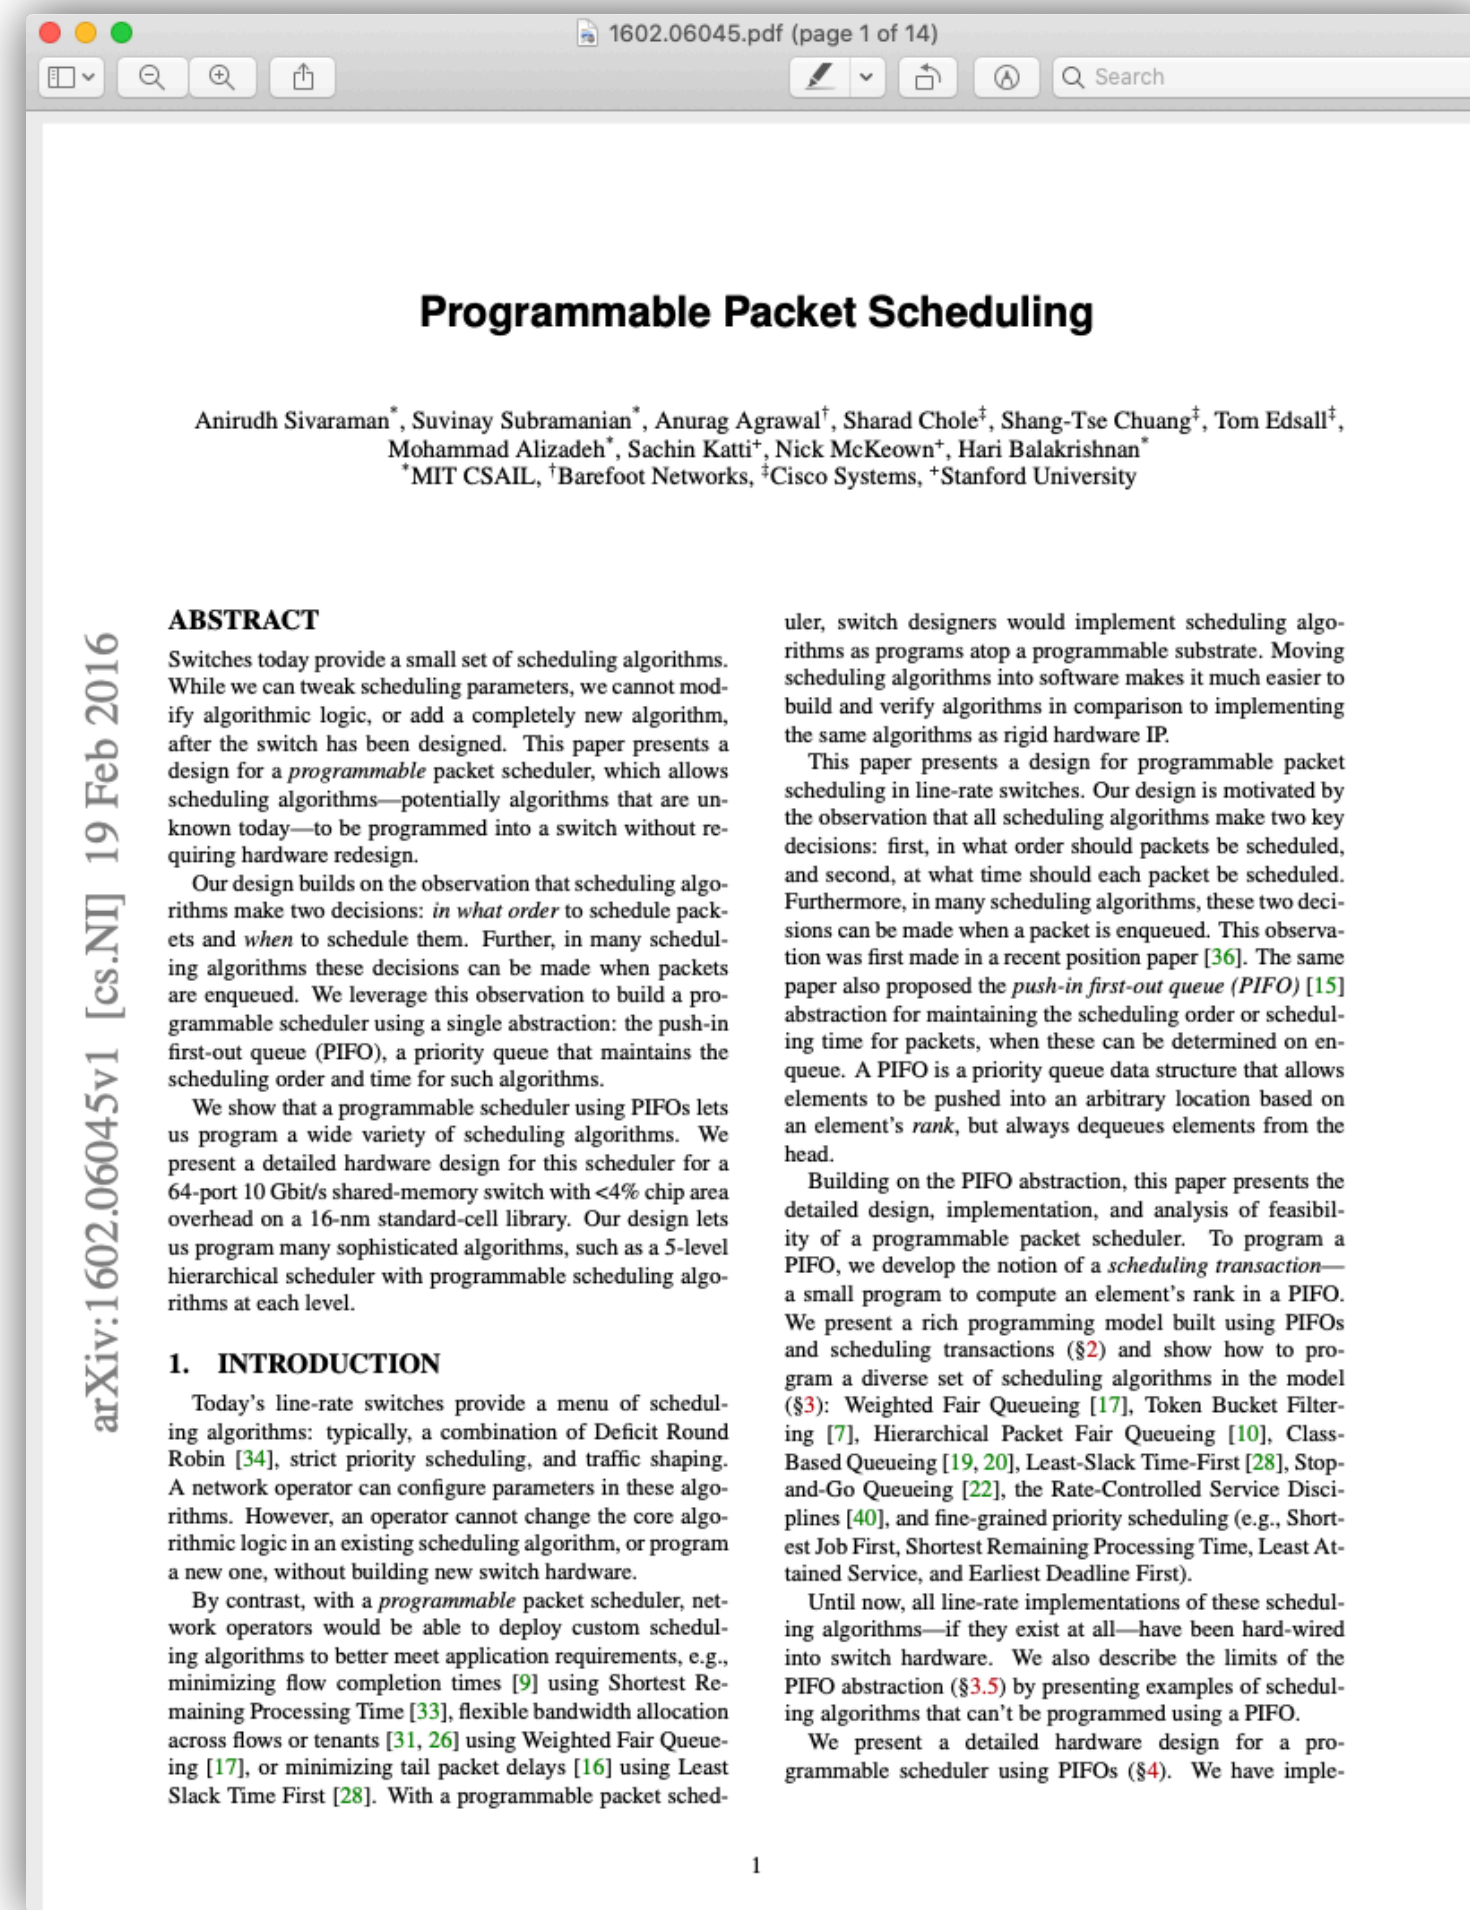 1602.06045.pdf (page 1 of 14)
Search
Programmable Packet Scheduling
Anirudh Sivaraman*, Suvinay Subramanian*, Anurag Agrawal†, Sharad Chole‡, Shang-Tse Chuang‡, Tom Edsall‡,
Mohammad Alizadeh*, Sachin Katti+, Nick McKeown+, Hari Balakrishnan*
*MIT CSAIL, †Barefoot Networks, ‡Cisco Systems, +Stanford University
arXiv:1602.06045v1 [cs.NI] 19 Feb 2016
ABSTRACT
Switches today provide a small set of scheduling algorithms.
While we can tweak scheduling parameters, we cannot mod-
ify algorithmic logic, or add a completely new algorithm,
after the switch has been designed. This paper presents a
design for a programmable packet scheduler, which allows
scheduling algorithms—potentially algorithms that are un-
known today—to be programmed into a switch without re-
quiring hardware redesign.
Our design builds on the observation that scheduling algo-
rithms make two decisions: in what order to schedule pack-
ets and when to schedule them. Further, in many schedul-
ing algorithms these decisions can be made when packets
are enqueued. We leverage this observation to build a pro-
grammable scheduler using a single abstraction: the push-in
first-out queue (PIFO), a priority queue that maintains the
scheduling order and time for such algorithms.
We show that a programmable scheduler using PIFOs lets
us program a wide variety of scheduling algorithms. We
present a detailed hardware design for this scheduler for a
64-port 10 Gbit/s shared-memory switch with <4% chip area
overhead on a 16-nm standard-cell library. Our design lets
us program many sophisticated algorithms, such as a 5-level
hierarchical scheduler with programmable scheduling algo-
rithms at each level.
1. INTRODUCTION
Today's line-rate switches provide a menu of schedul-
ing algorithms: typically, a combination of Deficit Round
Robin [34], strict priority scheduling, and traffic shaping.
A network operator can configure parameters in these algo-
rithms. However, an operator cannot change the core algo-
rithmic logic in an existing scheduling algorithm, or program
a new one, without building new switch hardware.
By contrast, with a programmable packet scheduler, net-
work operators would be able to deploy custom schedul-
ing algorithms to better meet application requirements, e.g.,
minimizing flow completion times [9] using Shortest Re-
maining Processing Time [33], flexible bandwidth allocation
across flows or tenants [31, 26] using Weighted Fair Queue-
ing [17], or minimizing tail packet delays [16] using Least
Slack Time First [28]. With a programmable packet sched-
uler, switch designers would implement scheduling algo-
rithms as programs atop a programmable substrate. Moving
scheduling algorithms into software makes it much easier to
build and verify algorithms in comparison to implementing
the same algorithms as rigid hardware IP.
This paper presents a design for programmable packet
scheduling in line-rate switches. Our design is motivated by
the observation that all scheduling algorithms make two key
decisions: first, in what order should packets be scheduled,
and second, at what time should each packet be scheduled.
Furthermore, in many scheduling algorithms, these two deci-
sions can be made when a packet is enqueued. This observa-
tion was first made in a recent position paper [36]. The same
paper also proposed the push-in first-out queue (PIFO) [15]
abstraction for maintaining the scheduling order or schedul-
ing time for packets, when these can be determined on en-
queue. A PIFO is a priority queue data structure that allows
elements to be pushed into an arbitrary location based on
an element's rank, but always dequeues elements from the
head.
Building on the PIFO abstraction, this paper presents the
detailed design, implementation, and analysis of feasibil-
ity of a programmable packet scheduler. To program a
PIFO, we develop the notion of a scheduling transaction—
a small program to compute an element's rank in a PIFO.
We present a rich programming model built using PIFOs
and scheduling transactions (§2) and show how to pro-
gram a diverse set of scheduling algorithms in the model
(§3): Weighted Fair Queueing [17], Token Bucket Filter-
ing [7], Hierarchical Packet Fair Queueing [10], Class-
Based Queueing [19, 20], Least-Slack Time-First [28], Stop-
and-Go Queueing [22], the Rate-Controlled Service Disci-
plines [40], and fine-grained priority scheduling (e.g., Short-
est Job First, Shortest Remaining Processing Time, Least At-
tained Service, and Earliest Deadline First).
Until now, all line-rate implementations of these schedul-
ing algorithms—if they exist at all—have been hard-wired
into switch hardware. We also describe the limits of the
PIFO abstraction (§3.5) by presenting examples of schedul-
ing algorithms that can't be programmed using a PIFO.
We present a detailed hardware design for a pro-
grammable scheduler using PIFOs (§4). We have imple-
1